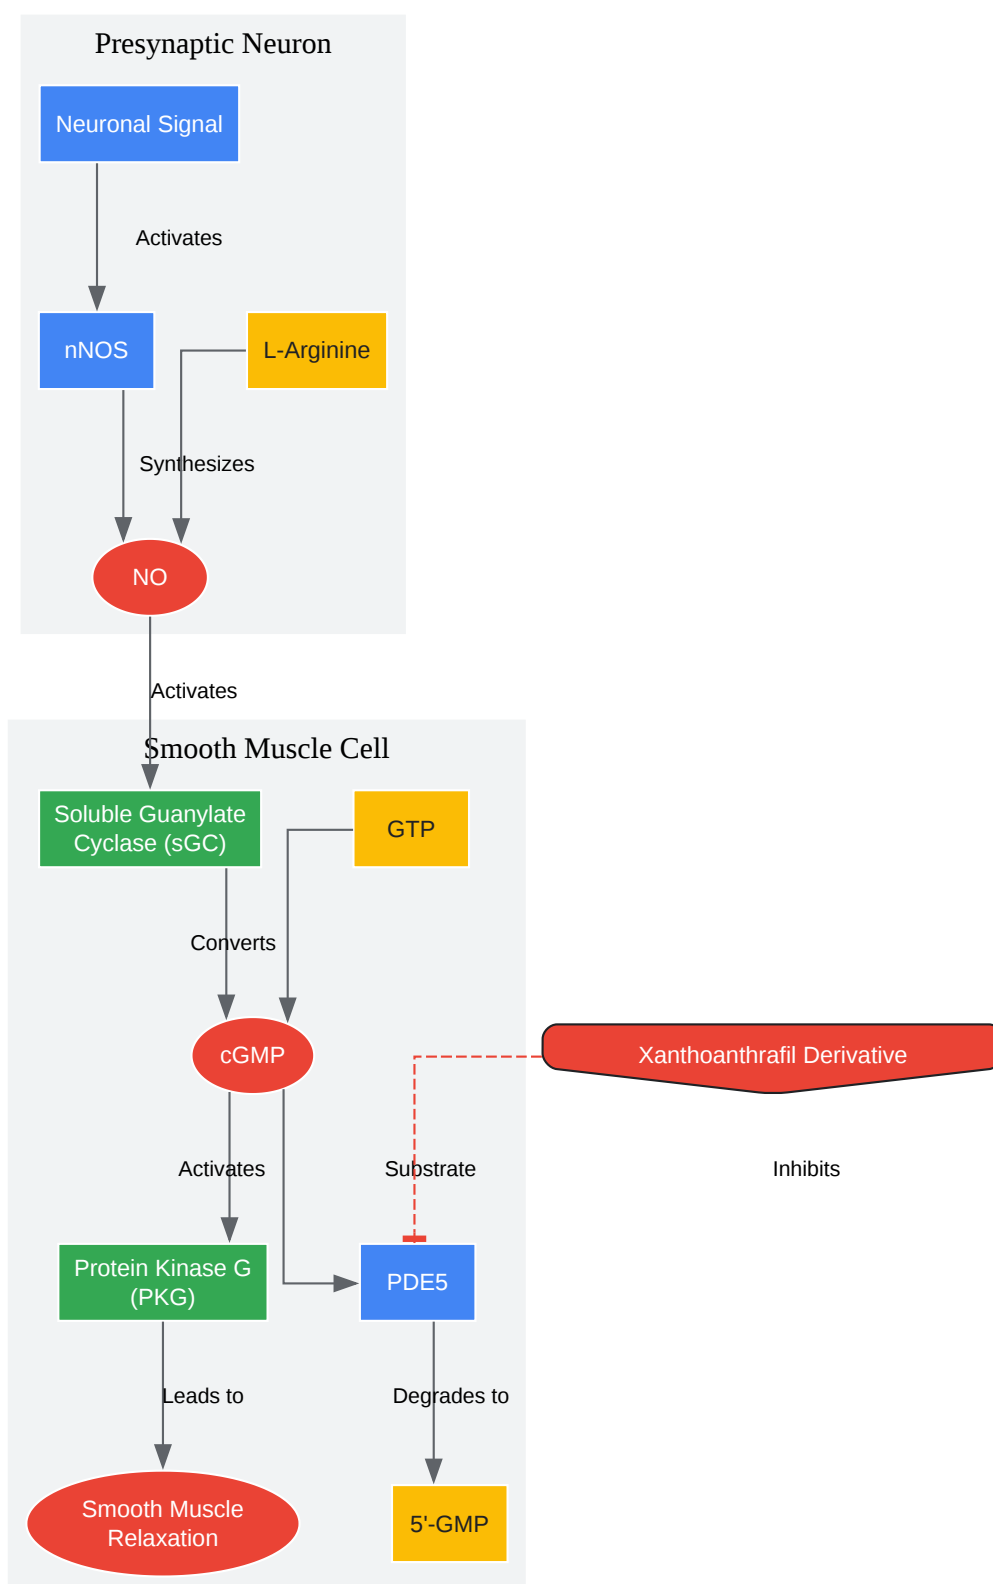 Presynaptic Neuron
Neuronal Signal
Activates
nNOS
L-Arginine
Synthesizes
NO
Activates
Smooth Muscle Cell
Soluble Guanylate
Cyclase (sGC)
GTP
Converts
cGMP
Xanthoanthrafil Derivative
Activates
Substrate
Inhibits
Protein Kinase G
(PKG)
PDE5
Leads to
Degrades to
Smooth Muscle
Relaxation
5'-GMP